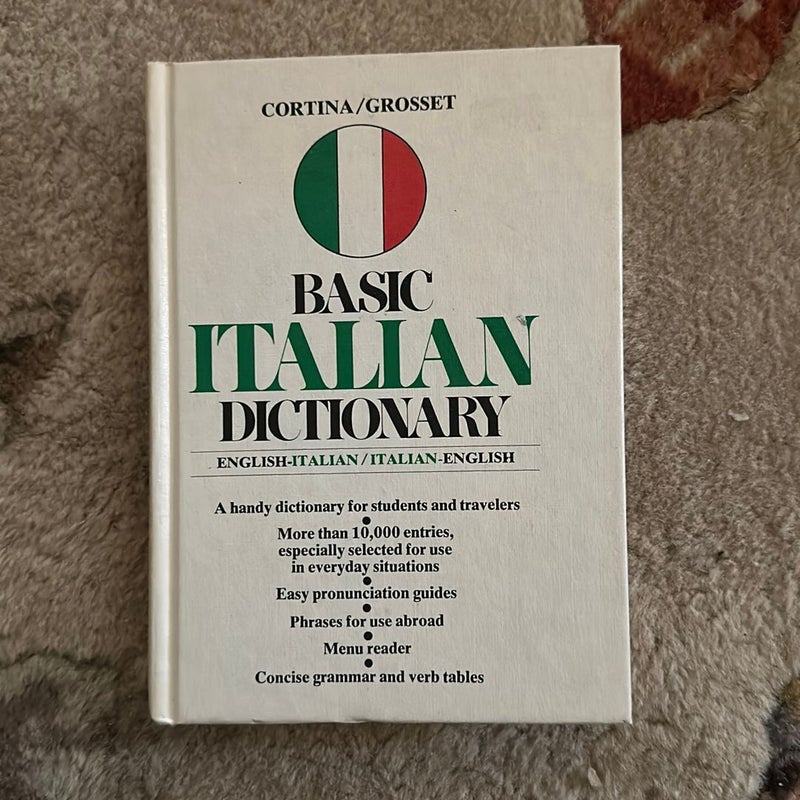 CORTINA/GROSSET
BASIC
ITALIAN
DICTIONARY
ENGLISH-ITALIAN / ITALIAN-ENGLISH
A handy dictionary for students and travelers
●
More than 10,000 entries,
especially selected for use
in everyday situations
●
Easy pronunciation guides
●
Phrases for use abroad
●
Menu reader
●
Concise grammar and verb tables